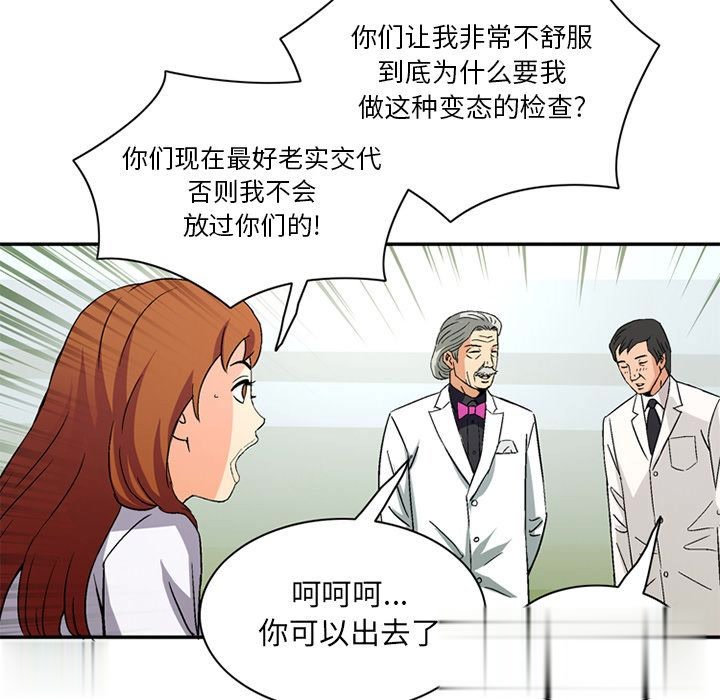 你们让我非常不舒服
到底为什么要我
做这种变态的检查?
你们现在最好老实交代
否则我不会
放过你们的!
呵呵呵...
你可以出去了